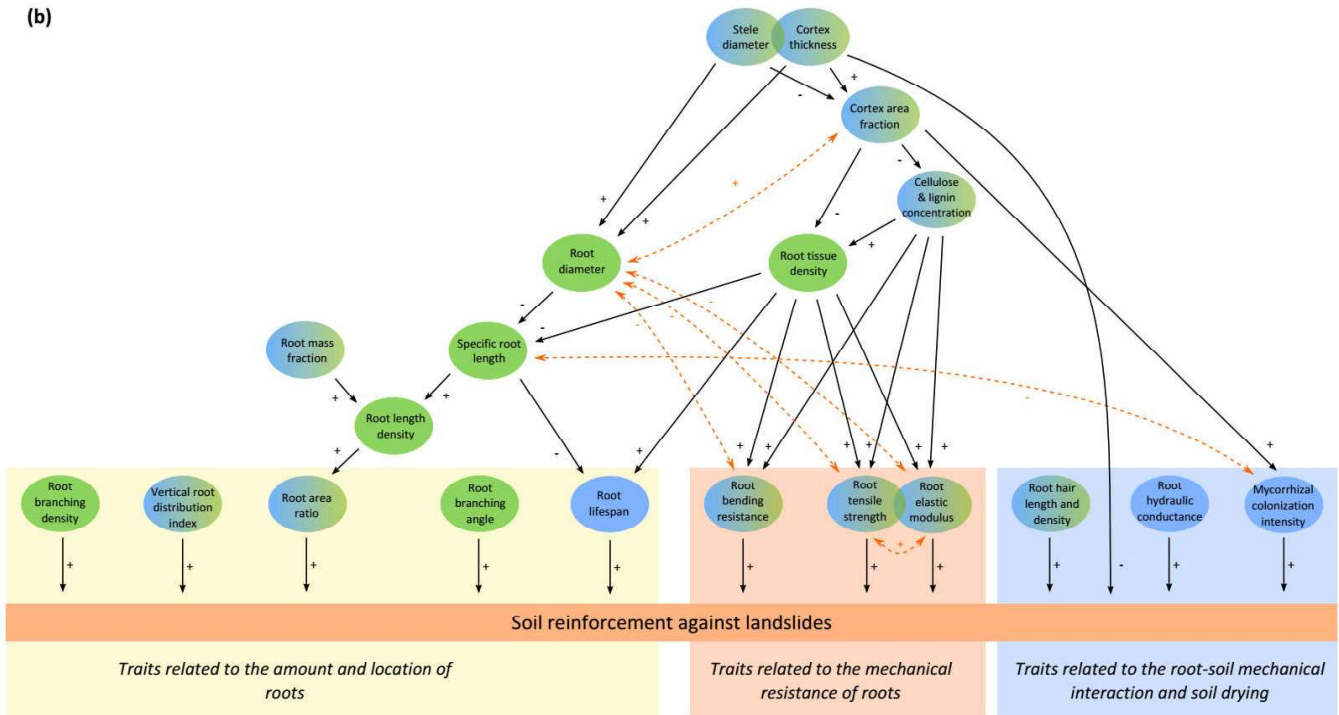 (b)
Stele
diameter
Cortex
thickness
+
-
Cortex area
fraction
-
+
Cellulose
& lignin
concentration
+
+
-
+
Root
diameter
Root tissue
density
-
-
-
-
-
Root mass
fraction
Specific root
length
+
+
-
Root length
density
+
-
+
+
+
+
+
+
+
+
Root
branching
density
Vertical root
distribution
index
Root area
ratio
Root
branching
angle
Root
lifespan
Root
bending
resistance
Root
tensile
strength
Root
elastic
modulus
Root hair
length and
density
Root
hydraulic
conductance
Mycorrhizal
colonization
intensity
+
+
+
+
+
+
+
+
+
+
-
+
+
Soil reinforcement against landslides
Traits related to the amount and location of
roots
Traits related to the mechanical
resistance of roots
Traits related to the root-soil mechanical
interaction and soil drying